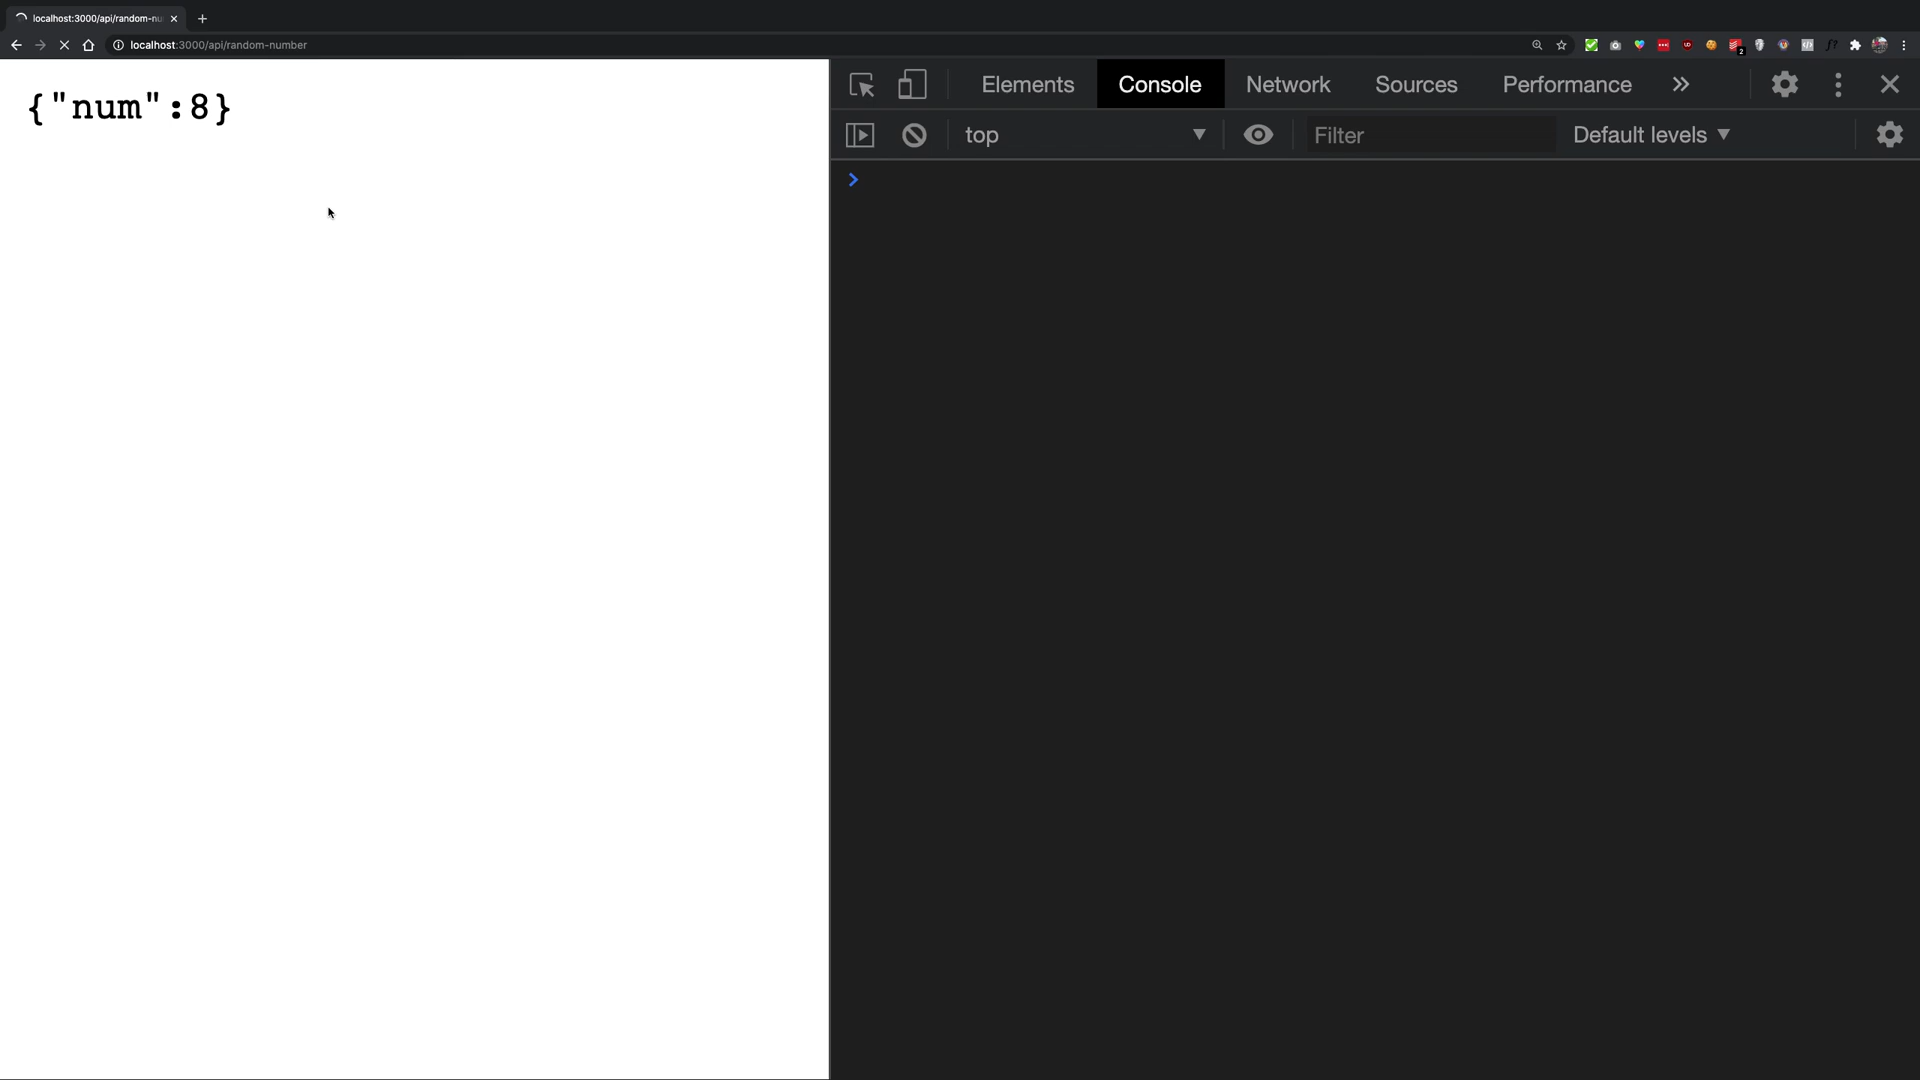 localhost:3000/api/random-nu
localhost:3000/api/random-number
2
f?
{"num":8}
Elements
Console
Network
Sources
Performance
top
Filter
Default levels